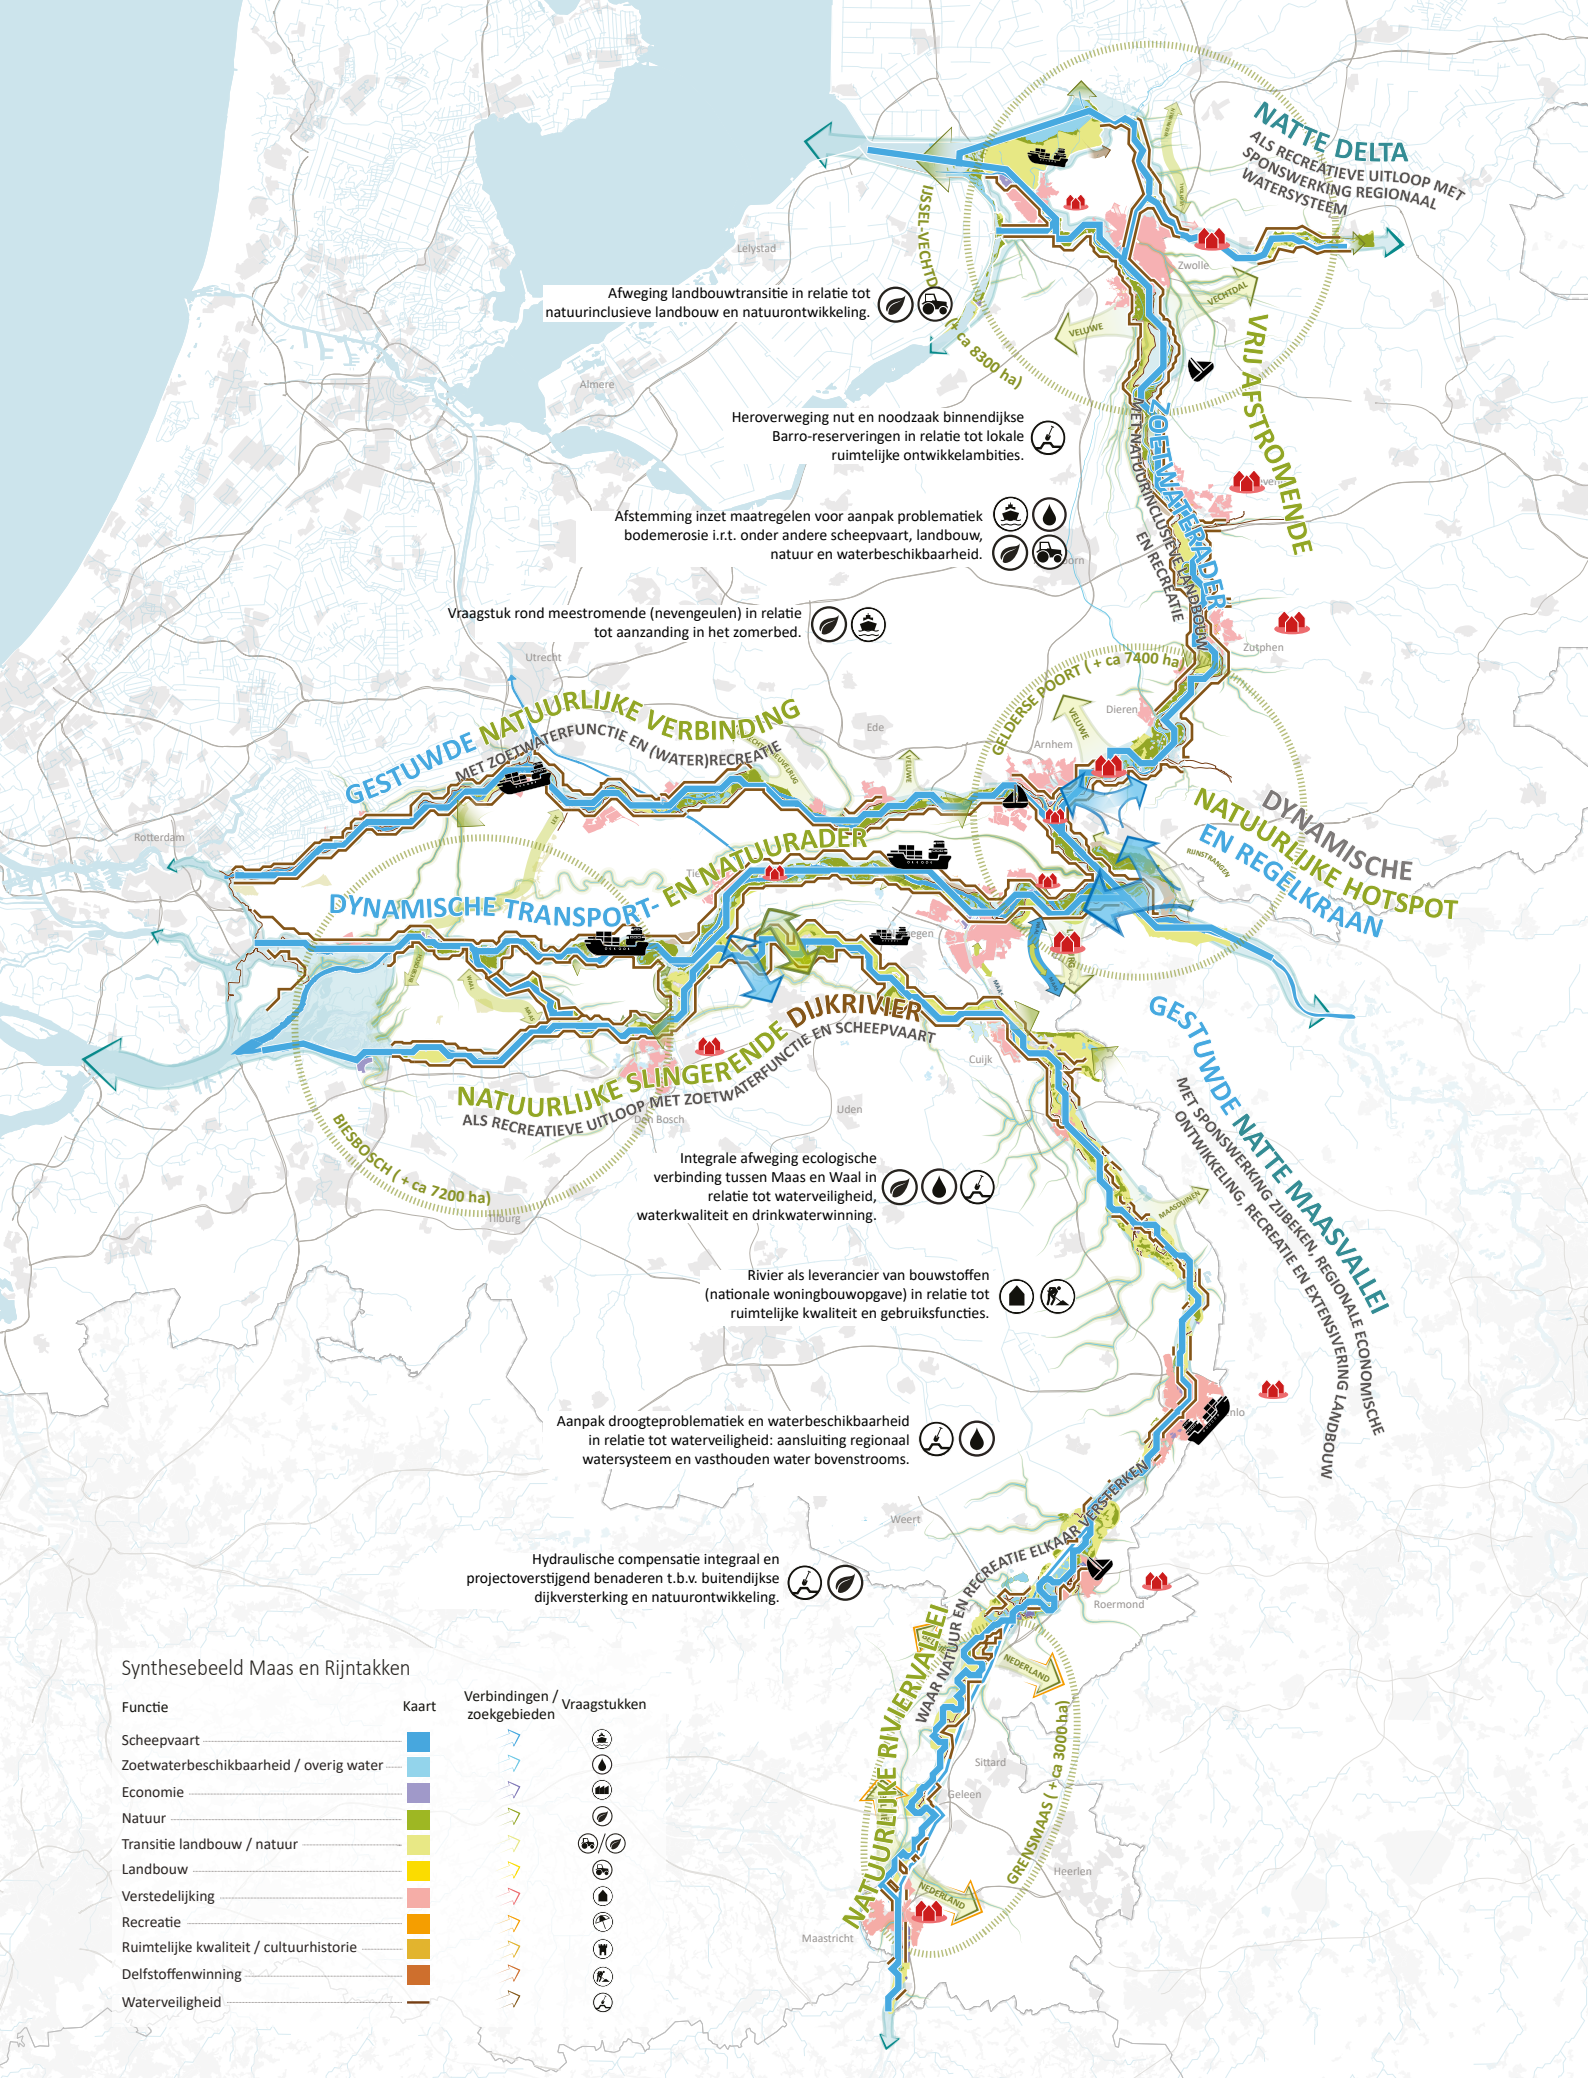 NATTE DELTA
ALS RECREATIEVE UITLOOP MET
SPONSWERKING REGIONAAL
WATERSYSTEEM
IJSSEL-VECHTD
(+ ca 8300 ha)
Lelystad
Zwolle
VECHTDAL
VELUWE
Afweging landbouwtransitie in relatie tot
natuurinclusieve landbouw en natuurontwikkeling.
Almere
VRIJ AFSTROMENDE
ZOETWATERADER
MET NATUURINCLUSIEVE LANDBOUW
EN RECREATIE
Heroverweging nut en noodzaak binnendijkse
Barro-reserveringen in relatie tot lokale
ruimtelijke ontwikkelambities.
Afstemming inzet maatregelen voor aanpak problematiek
bodemerosie i.r.t. onder andere scheepvaart, landbouw,
natuur en waterbeschikbaarheid.
Vraagstuk rond meestromende (nevengeulen) in relatie
tot aanzanding in het zomerbed.
Utrecht
Zutphen
GELDERSE POORT ( + ca 7400 ha)
Dieren
VELUWE
Arnhem
Ede
VELUWE
GESTUWDE NATUURLIJKE VERBINDING
MET ZOETWATERFUNCTIE EN (WATER)RECREATIE
Rotterdam
LEK
DYNAMISCHE
NATUURLIJKE HOTSPOT
EN REGELKRAAN
RIJNSTRANGEN
DYNAMISCHE TRANSPORT- EN NATUURADER
Tie
egen
WAAL
MAAS
NATUURLIJKE SLINGERENDE DIJKRIVIER
ALS RECREATIEVE UITLOOP MET ZOETWATERFUNCTIE EN SCHEEPVAART
Cuijk
Uden
Den Bosch
Tilburg
BIESBOSCH ( + ca 7200 ha)
GESTUWDE NATTE MAASVALLEI
MET SPONSWERKING ZIJBEKEN, REGIONALE ECONOMISCHE
ONTWIKKELING, RECREATIE EN EXTENSIVERING LANDBOUW
MAASDUINEN
Integrale afweging ecologische
verbinding tussen Maas en Waal in
relatie tot waterveiligheid,
waterkwaliteit en drinkwaterwinning.
Rivier als leverancier van bouwstoffen
(nationale woningbouwopgave) in relatie tot
ruimtelijke kwaliteit en gebruiksfuncties.
nlo
Aanpak droogteproblematiek en waterbeschikbaarheid
in relatie tot waterveiligheid: aansluiting regionaal
watersysteem en vasthouden water bovenstrooms.
Weert
Hydraulische compensatie integraal en
projectoverstijgend benaderen t.b.v. buitendijkse
dijkversterking en natuurontwikkeling.
Roermond
NATUURLIJKE RIVIERVALLEI
WAAR NATUUR EN RECREATIE ELKAAR VERSTERKEN
NEDERLAND
GRENSMAAS ( + ca 3000 ha)
Sittard
Geleen
Heerlen
NEDERLAND
Maastricht
Synthesebeeld Maas en Rijntakken
Functie Kaart Verbindingen / zoekgebieden Vraagstukken
Scheepvaart
Zoetwaterbeschikbaarheid / overig water
Economie
Natuur
Transitie landbouw / natuur
Landbouw
Verstedelijking
Recreatie
Ruimtelijke kwaliteit / cultuurhistorie
Delfstoffenwinning
Waterveiligheid